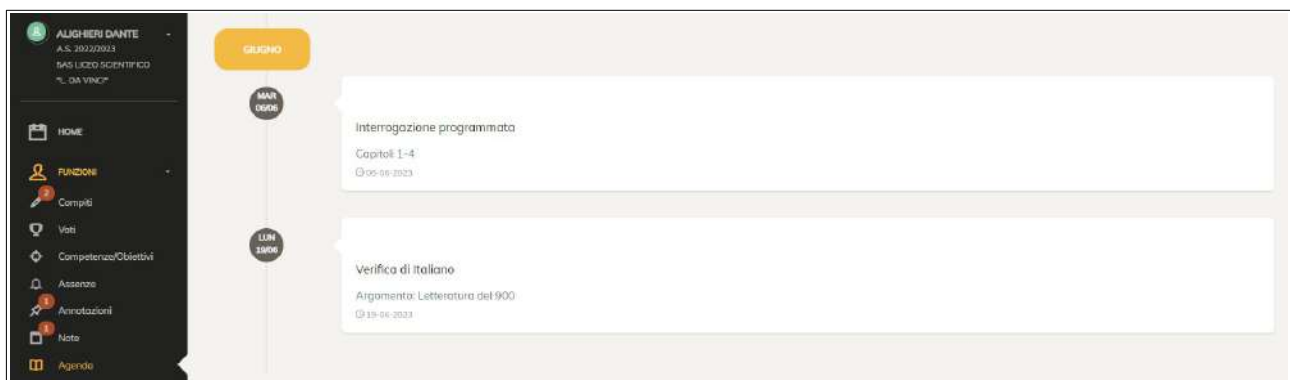 ALIGHIERI DANTE
A.S. 2022/2023
SAS LICEO SCIENTIFICO
"L. DA VINCI"
HOME
FUNZIONI
2
Compiti
Voti
Competenze/Obiettivi
Assenze
1
Annotazioni
1
Note
Agenda
GIUGNO
MAR
06/06
Interrogazione programmata
Capitoli 1-4
06-06-2023
LUN
19/06
Verifica di Italiano
Argomento: Letteratura del 900
19-06-2023